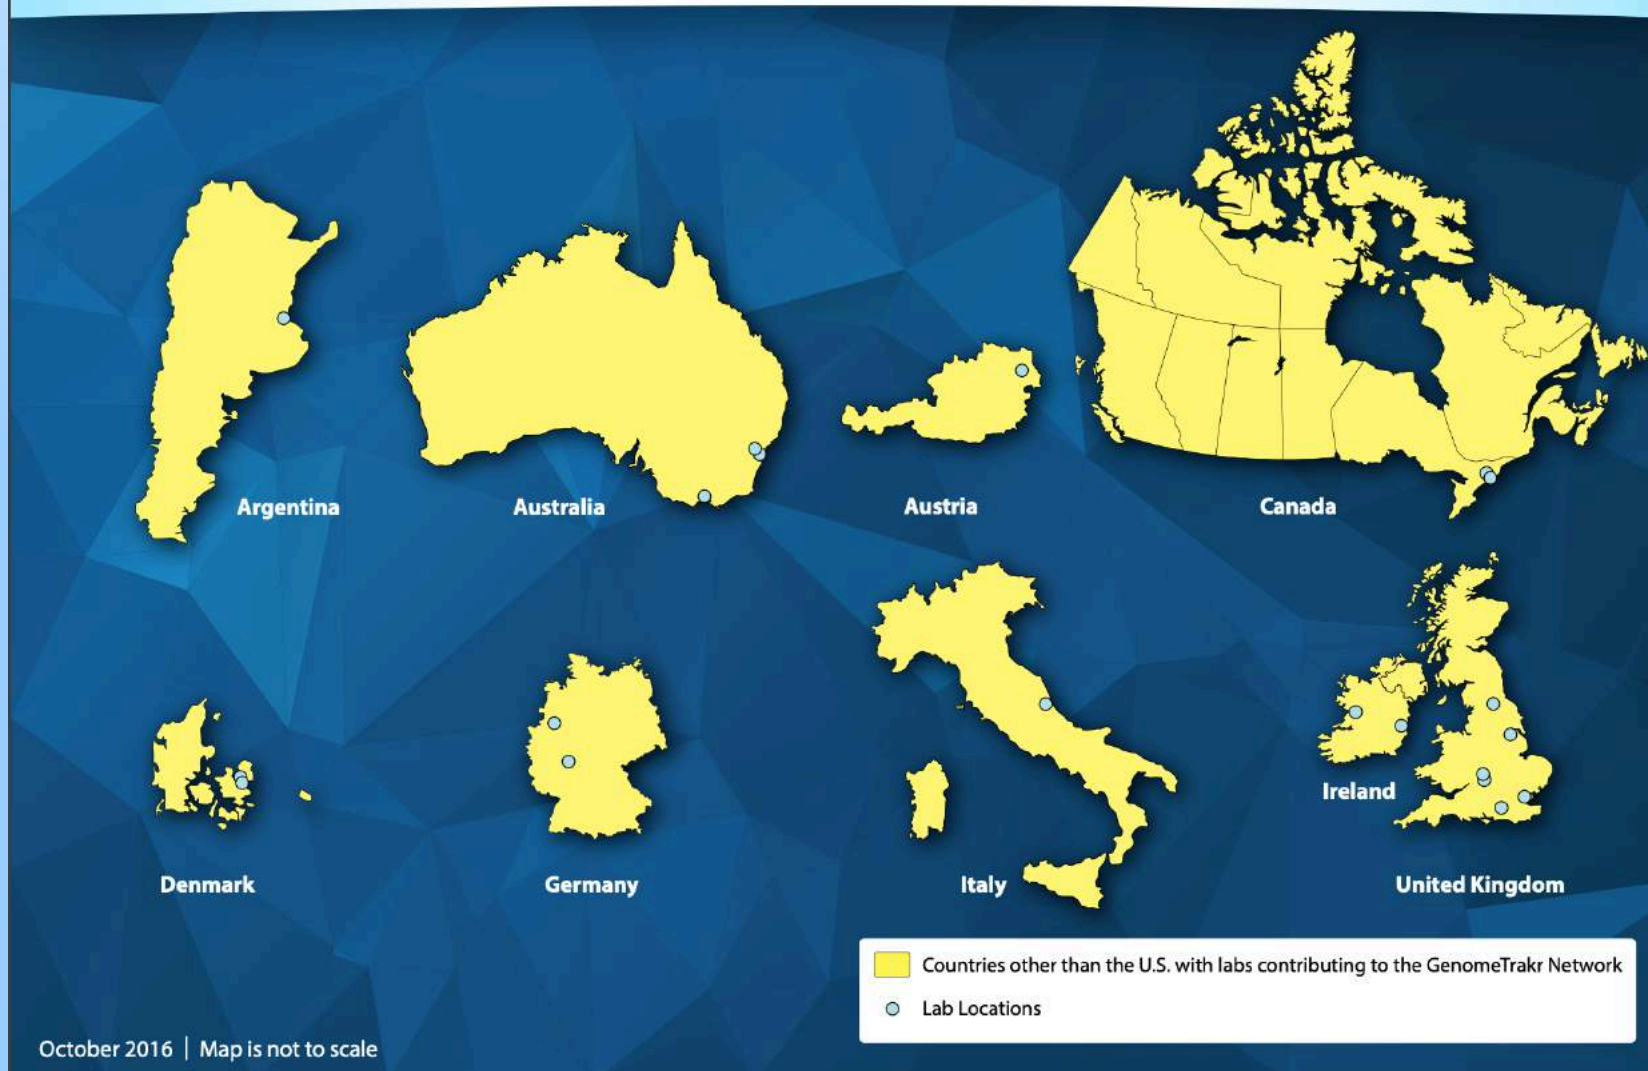 Argentina
Australia
Austria
Canada
Denmark
Germany
Italy
Ireland
United Kingdom
Countries other than the U.S. with labs contributing to the GenomeTrakr Network
Lab Locations
October 2016 | Map is not to scale